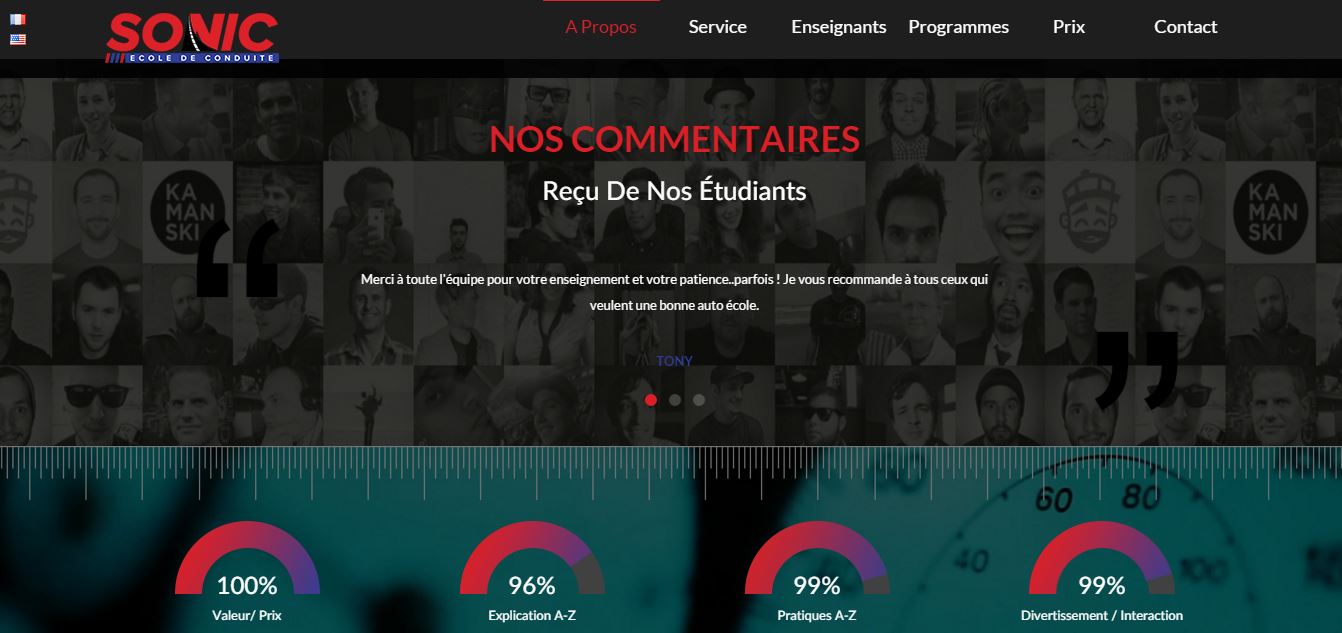 SONIC
ECOLE DE CONDUITE
A Propos Service Enseignants Programmes Prix Contact
NOS COMMENTAIRES
Reçu De Nos Étudiants
KA
MAN
SKI
KA
MAN
SKI
“
Merci à toute l'équipe pour votre enseignement et votre patience..parfois ! Je vous recommande à tous ceux qui
veulent une bonne auto école.
”
TONY
60 80
40 100
100% 96% 99% 99%
Valeur/ Prix Explication A-Z Pratiques A-Z Divertissement / Interaction